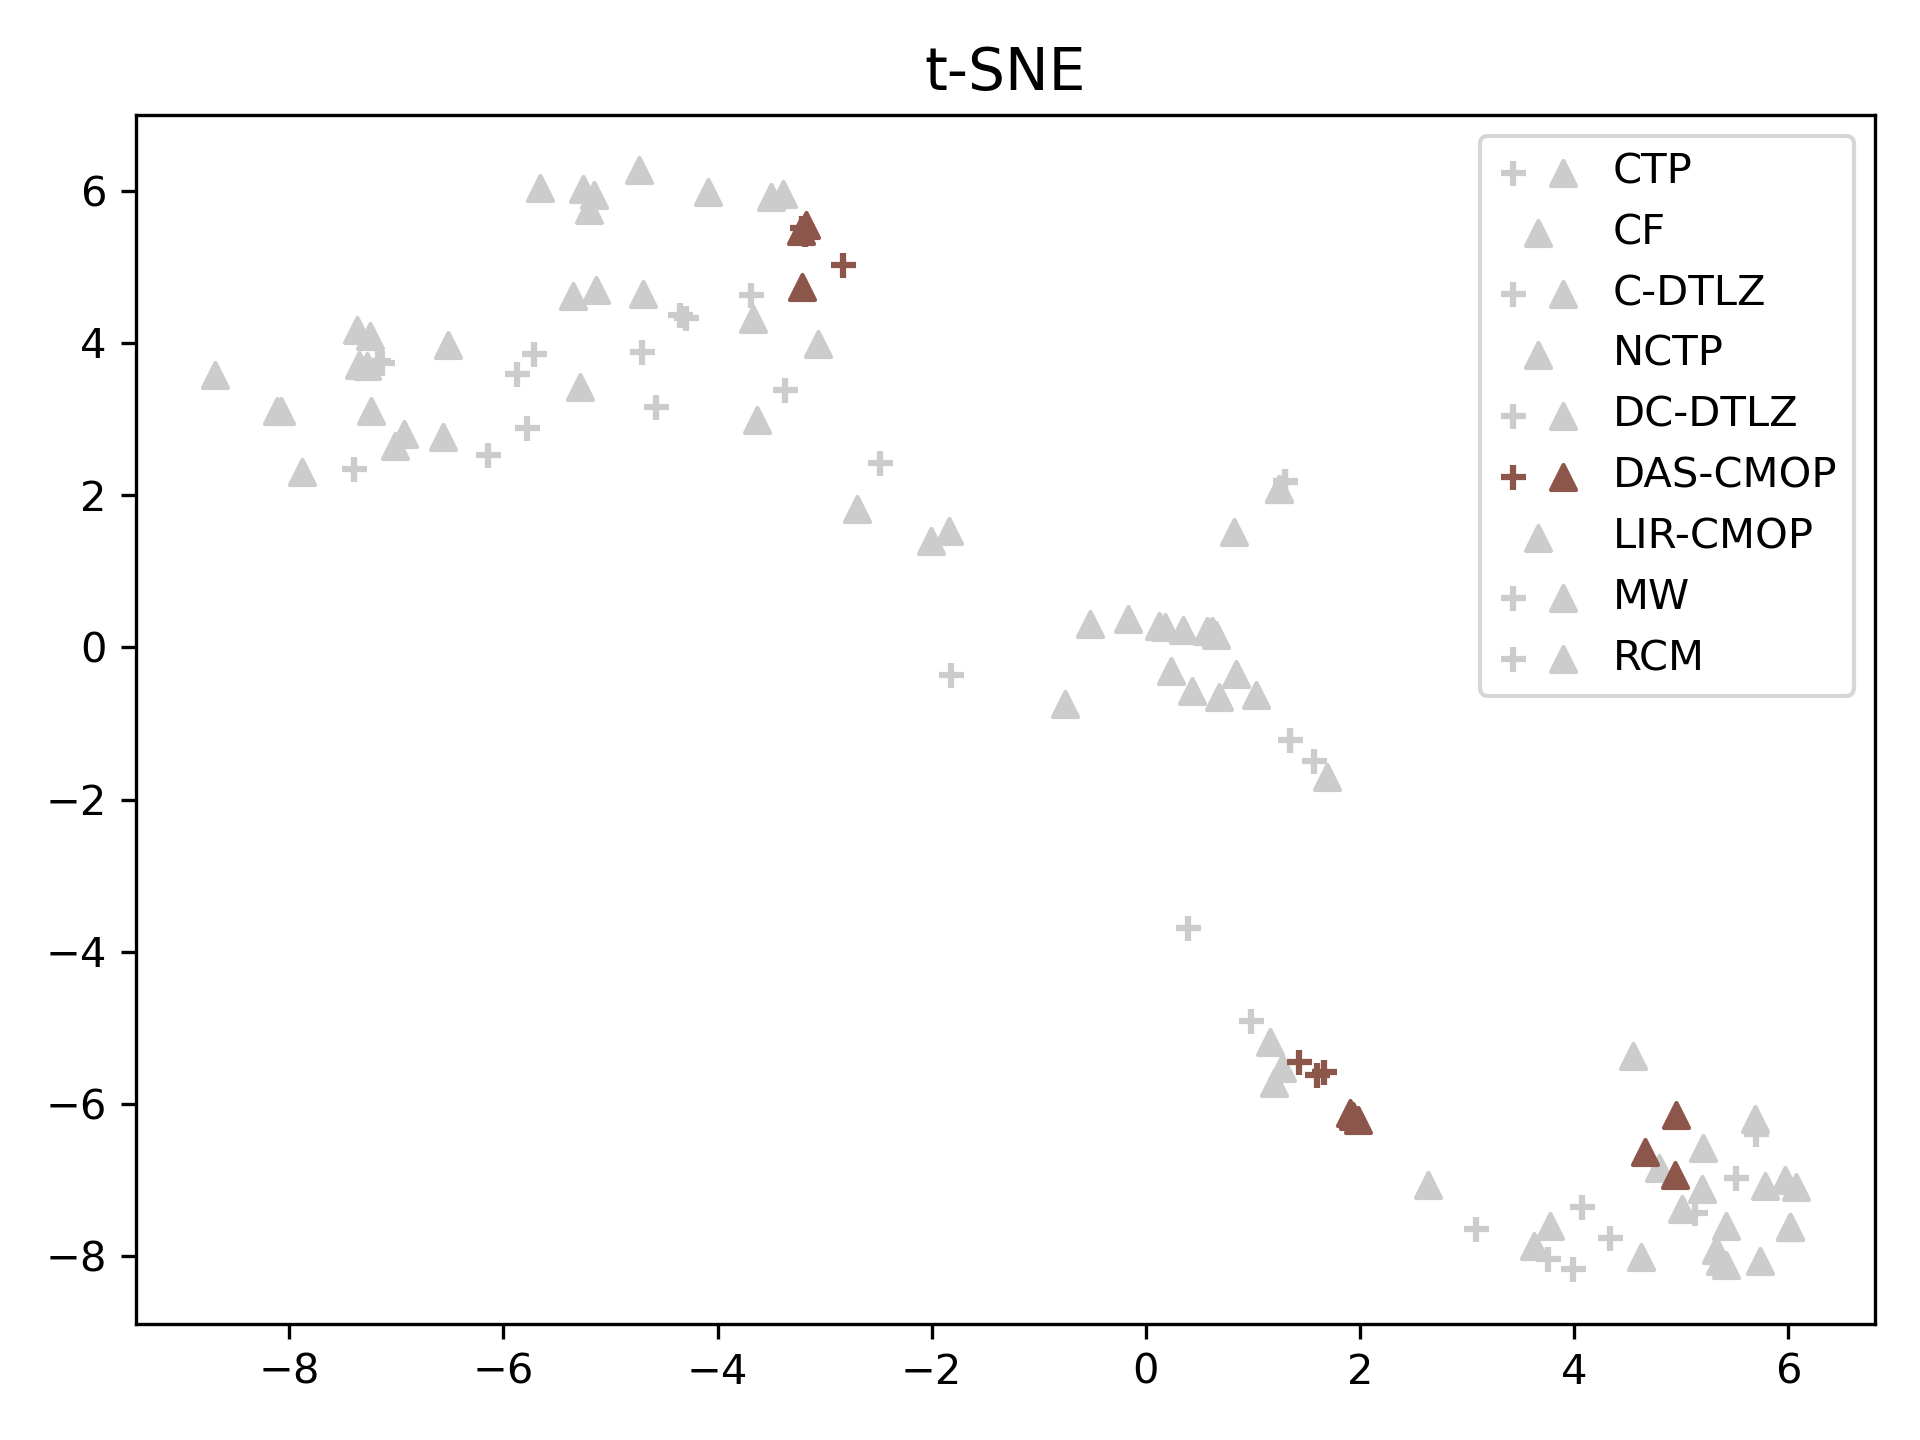 t-SNE
CTP
CF
C-DTLZ
NCTP
DC-DTLZ
DAS-CMOP
LIR-CMOP
MW
RCM
6
4
2
0
−2
−4
−6
−8
−8 −6 −4 −2 0 2 4 6